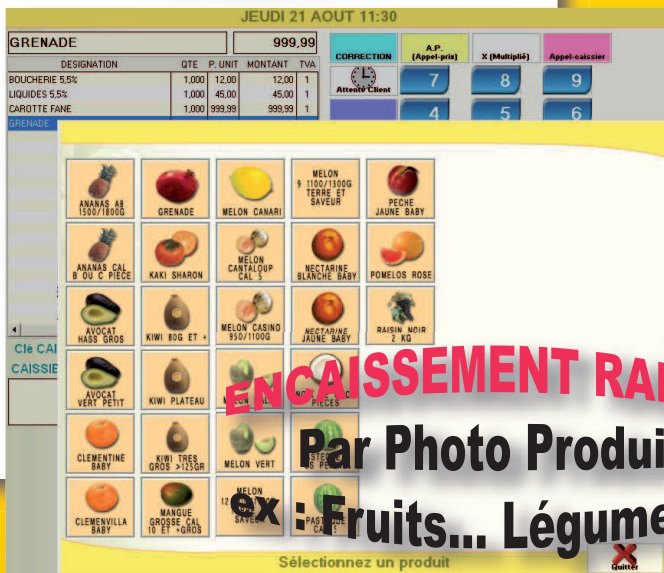 JEUDI 21 AOUT 11:30
GRENADE 999,99
DESIGNATION QTE P.UNIT MONTANT TVA
BOUCHERIE 5,5% 1,000 12,00 12,00 1
LIQUIDES 5,5% 1,000 45,00 45,00 1
CAROTTE FANE 1,000 999,99 999,99 1
GRENADE
CORRECTION
A.P.
(Appel-prix)
X (Multiplié)
Appel-caissier
Attente Client
7 8 9
4 5 6
ANANAS A8
1500/1800G
GRENADE
MELON CANARI
MELON
9 1100/1300G
TERRE ET
SAVEUR
PECHE
JAUNE BABY
ANANAS CAL
B OU C PIECE
KAKI SHARON
MELON
CANTALOUP
CAL 5
NECTARINE
BLANCHE BABY
POMELOS ROSE
AVOCAT
HASS GROS
KIWI 80G ET +
MELON CASINO
950/1100G
NECTARINE
JAUNE BABY
RAISIN NOIR
2 KG
AVOCAT
VERT PETIT
KIWI PLATEAU
PIECES
CLEMENTINE
BABY
KIWI TRES
GROS >125GR
MELON VERT
CLEMENVILLA
BABY
MANGUE
GROSSE CAL
10 ET +GROS
MELON
SAVEUR
Clé CAI
CAISSIE
ENCAISSEMENT RA
Par Photo Produi
ex : Fruits... Légume
Sélectionnez un produit
Quitter